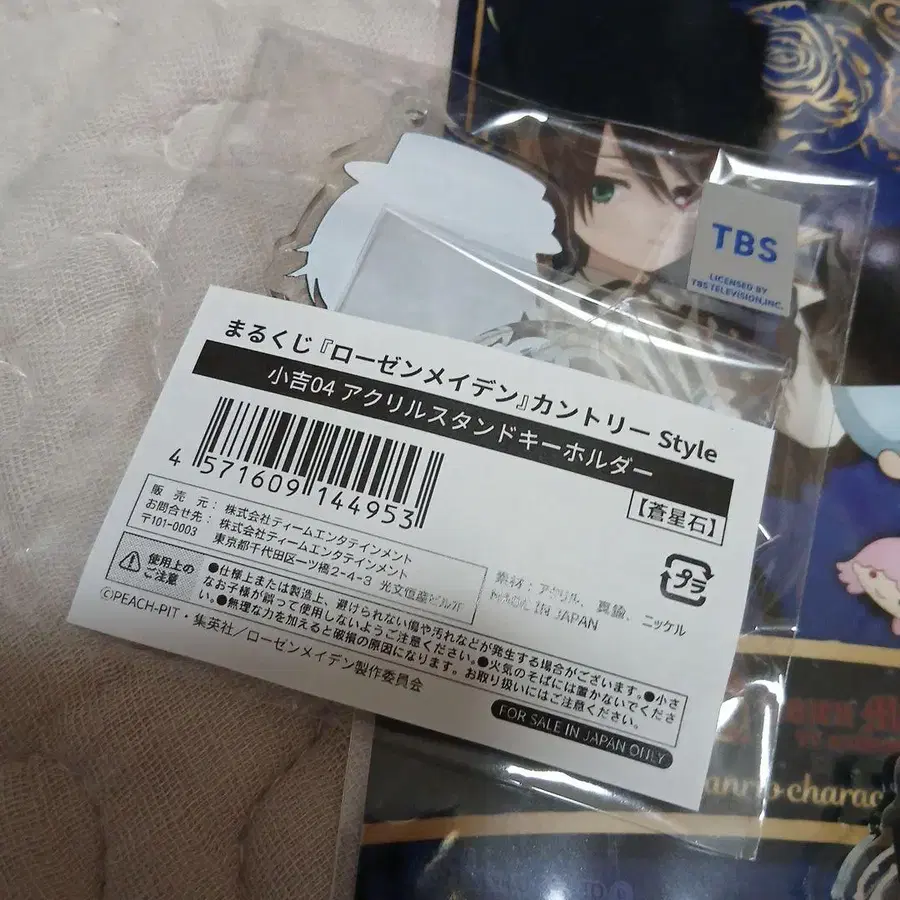 TBS
LICENSED BY
TBS TELEVISION, INC.
まるくじ『ローゼンメイデン』カントリー Style
小吉04 アクリルスタンドキーホルダー
【蒼星石】
4 571609 144953
販売元：株式会社ティームエンタテインメント
お問合せ先：株式会社ティームエンタテインメント
〒101-0003 東京都千代田区一ツ橋2-4-3 光文恒産ビル7F
素材：アクリル、真鍮、ニッケル
MADE IN JAPAN
プラ
使用上の
ご注意
●仕様上または製造上、避けられない傷や汚れなどが発生する場合がございます。●小さ
なお子様が誤って使用しないようご注意ください。●火気のそばには置かないでくださ
い。●無理な力を加えると破損の原因になります。お取り扱いにはご注意ください。
©PEACH-PIT・集英社／ローゼンメイデン製作委員会
FOR SALE IN JAPAN ONLY